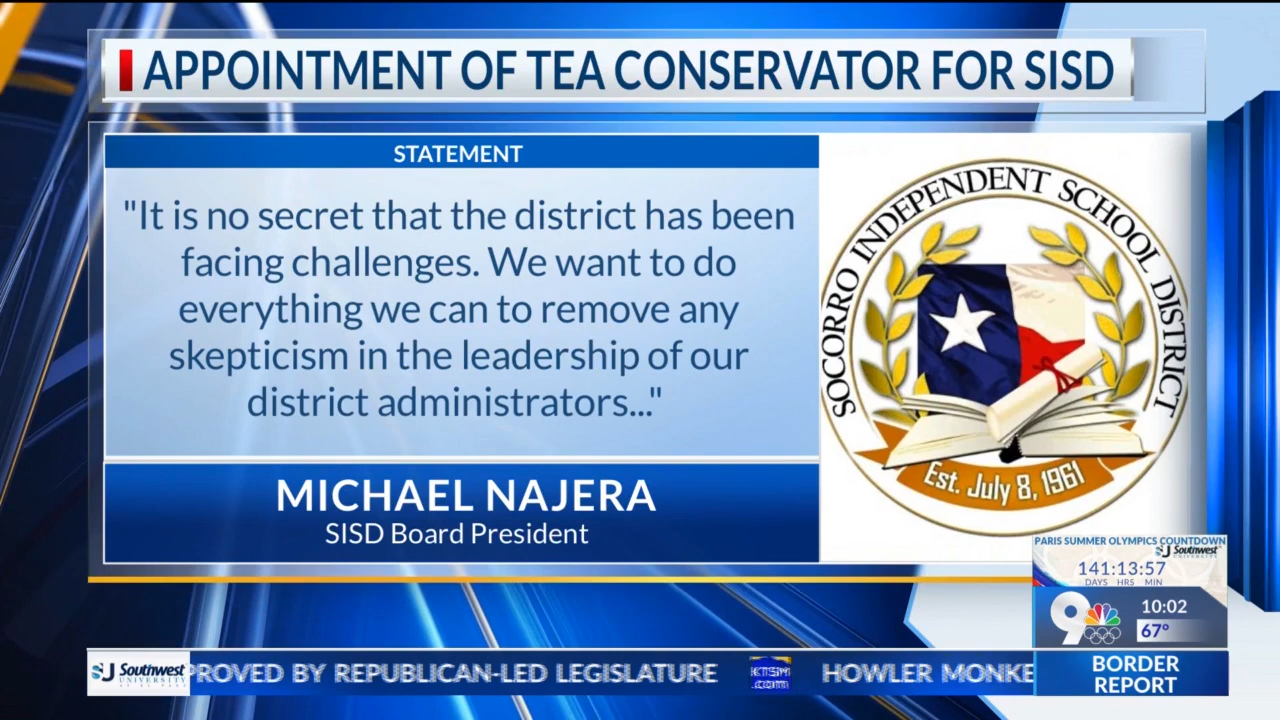 APPOINTMENT OF TEA CONSERVATOR FOR SISD
STATEMENT
"It is no secret that the district has been
facing challenges. We want to do
everything we can to remove any
skepticism in the leadership of our
district administrators..."
MICHAEL NAJERA
SISD Board President
SOCORRO INDEPENDENT SCHOOL DISTRICT
Est. July 8, 1961
PARIS SUMMER OLYMPICS COUNTDOWN
SU Southwest
UNIVERSITY
141:13:57
DAYS HRS MIN
9
10:02
67°
SU Southwest
UNIVERSITY
PROVED BY REPUBLICAN-LED LEGISLATURE
KTSM
.com
HOWLER MONKE
BORDER
REPORT